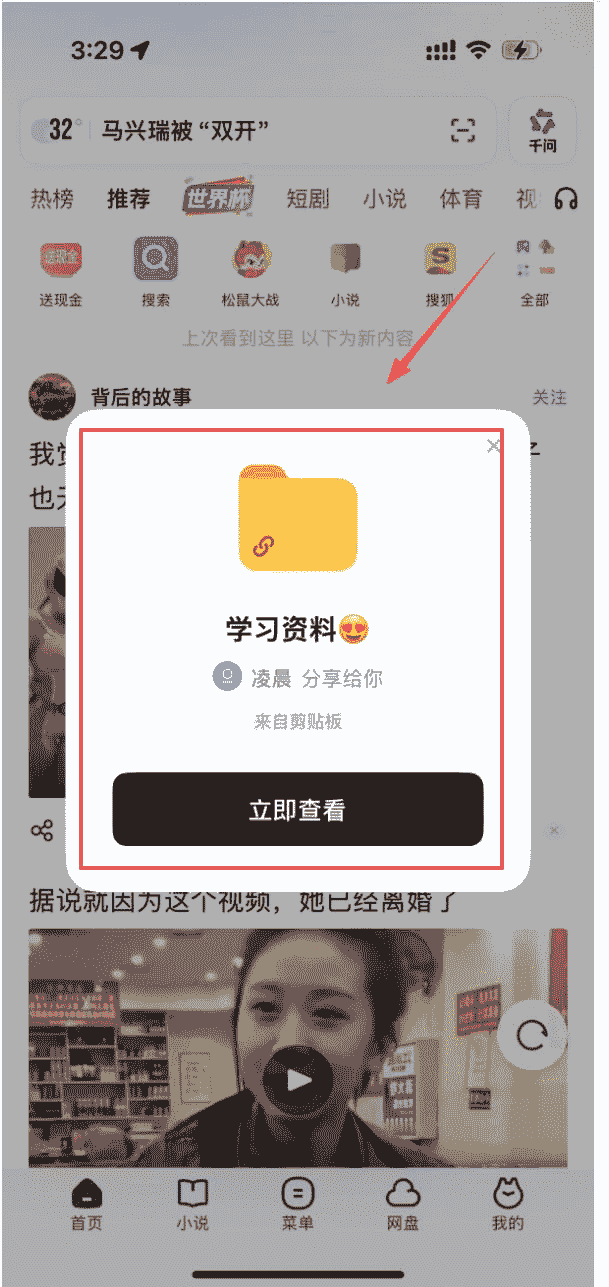 3:29
32° 马兴瑞被“双开”
千问
热榜 推荐 世界杯 短剧 小说 体育 视
送现金
送现金 搜索 松鼠大战 小说 搜狐 全部
上次看到这里 以下为新内容
背后的故事 关注
也
学习资料😍
凌晨 分享给你
来自剪贴板
立即查看
据说就因为这个视频，她已经离婚了
首页 小说 菜单 网盘 我的